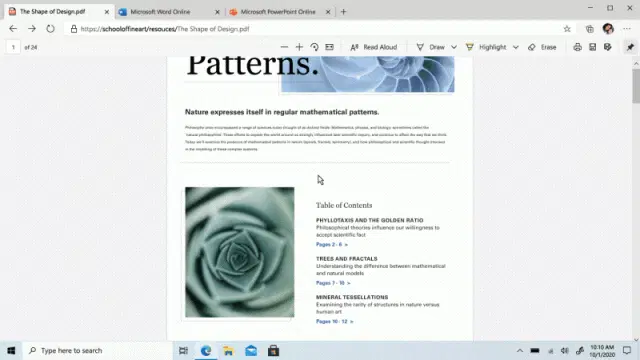 The Shape of Design.pdf
Microsoft Word Online
Microsoft PowerPoint Online
https://schooloffineart/resouces/The Shape of Design.pdf
1 of 24
Read Aloud
Draw
Highlight
Erase
Patterns.
Nature expresses itself in regular mathematical patterns.
Table of Contents
PHYLLOTAXIS AND THE GOLDEN RATIO
Philosophical theories influence our willingness to
accept scientific fact
Pages 2 - 6 >
TREES AND FRACTALS
Understanding the difference between mathematical
and natural models
Pages 7 - 10 >
MINERAL TESSELLATIONS
Examining the rarity of structures in nature versus
human art
Pages 10 - 12 >
Type here to search
10:10 AM
10/1/2020